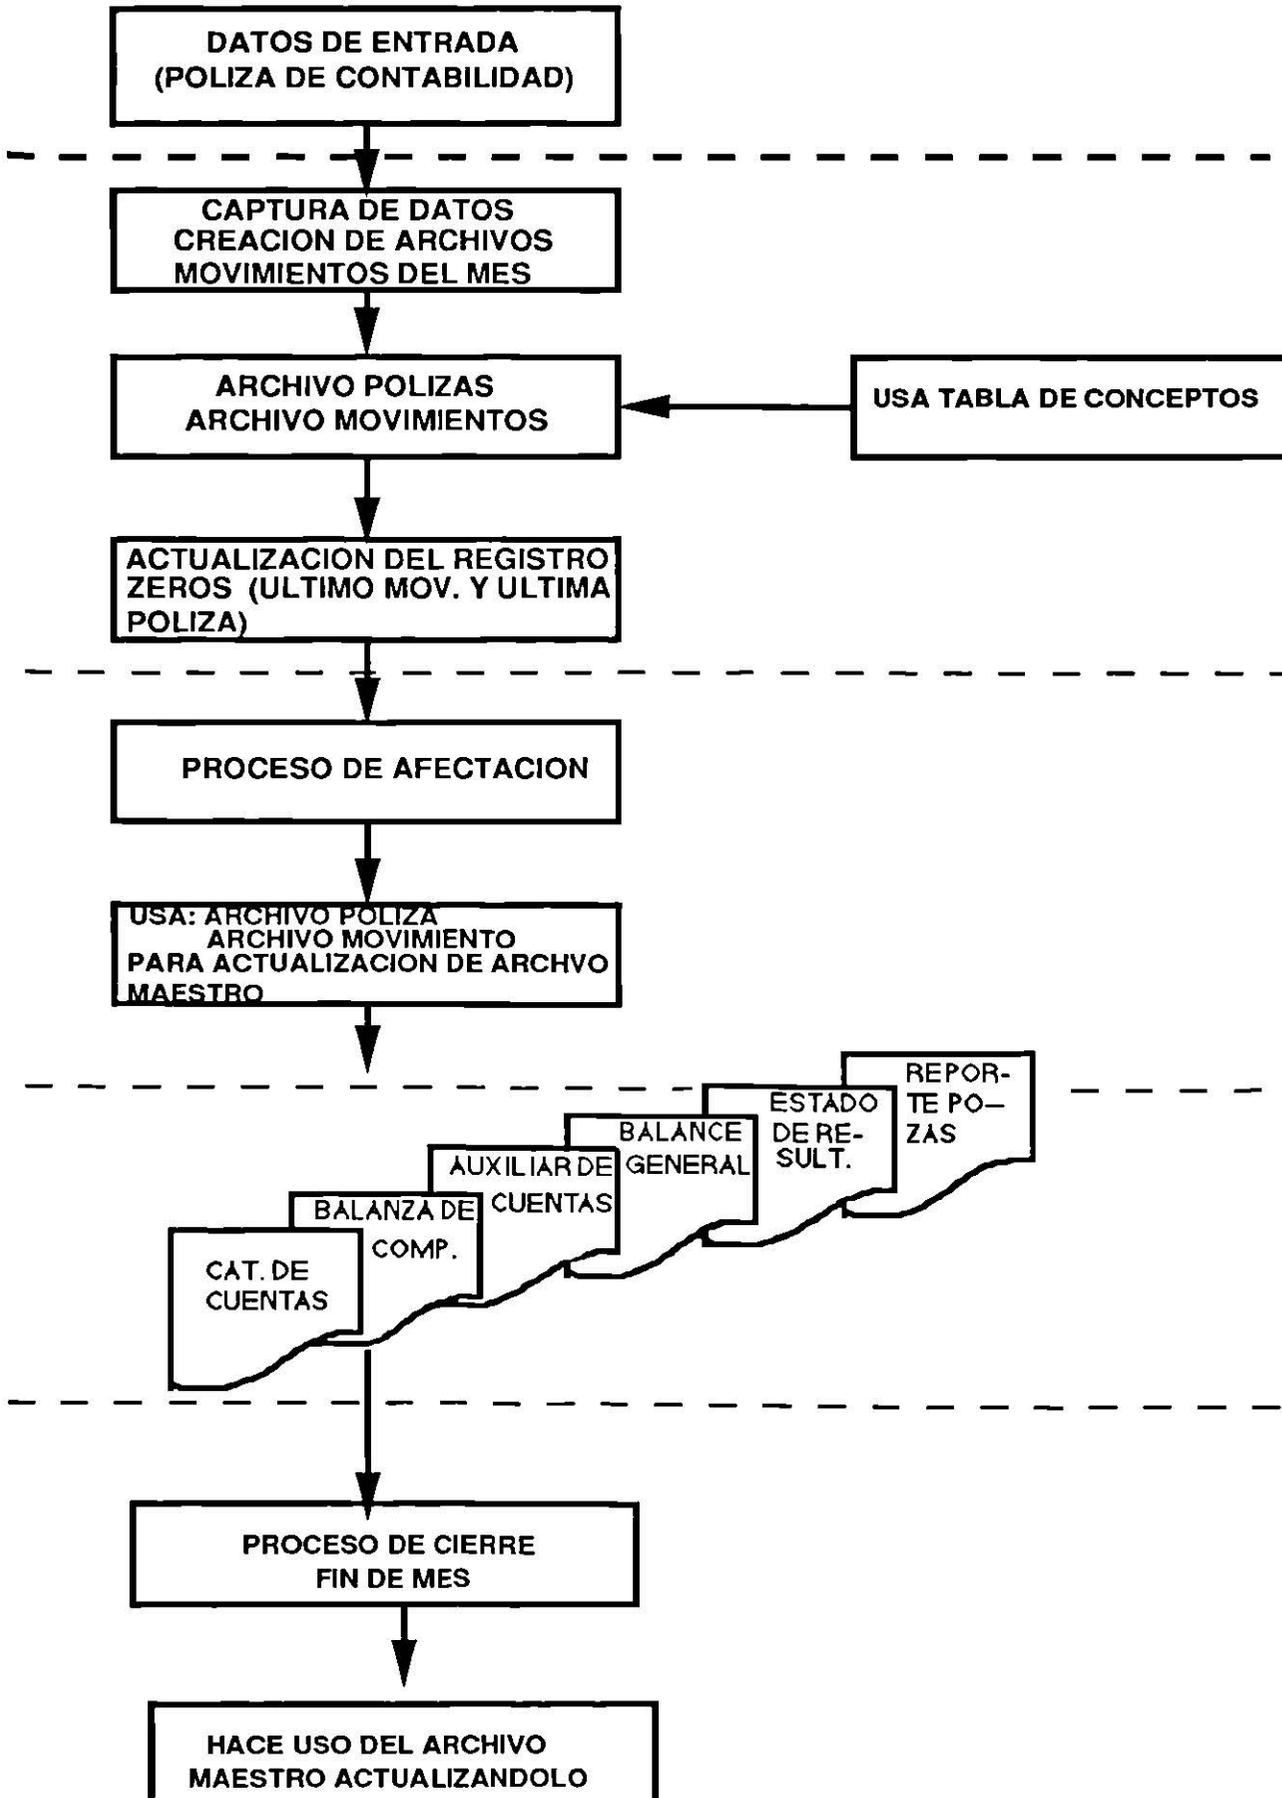 DATOS DE ENTRADA
(POLIZA DE CONTABILIDAD)
CAPTURA DE DATOS
CREACION DE ARCHIVOS
MOVIMIENTOS DEL MES
ARCHIVO POLIZAS
ARCHIVO MOVIMIENTOS
USA TABLA DE CONCEPTOS
ACTUALIZACION DEL REGISTRO
ZEROS (ULTIMO MOV. Y ULTIMA
POLIZA)
PROCESO DE AFECTACION
USA: ARCHIVO POLIZA
ARCHIVO MOVIMIENTO
PARA ACTUALIZACION DE ARCHVO
MAESTRO
CAT. DE
CUENTAS
BALANZA DE
COMP.
AUXILIAR DE
CUENTAS
BALANCE
GENERAL
ESTADO
DE RE-
SULT.
REPOR-
TE PO-
ZAS
PROCESO DE CIERRE
FIN DE MES
HACE USO DEL ARCHIVO
MAESTRO ACTUALIZANDOLO